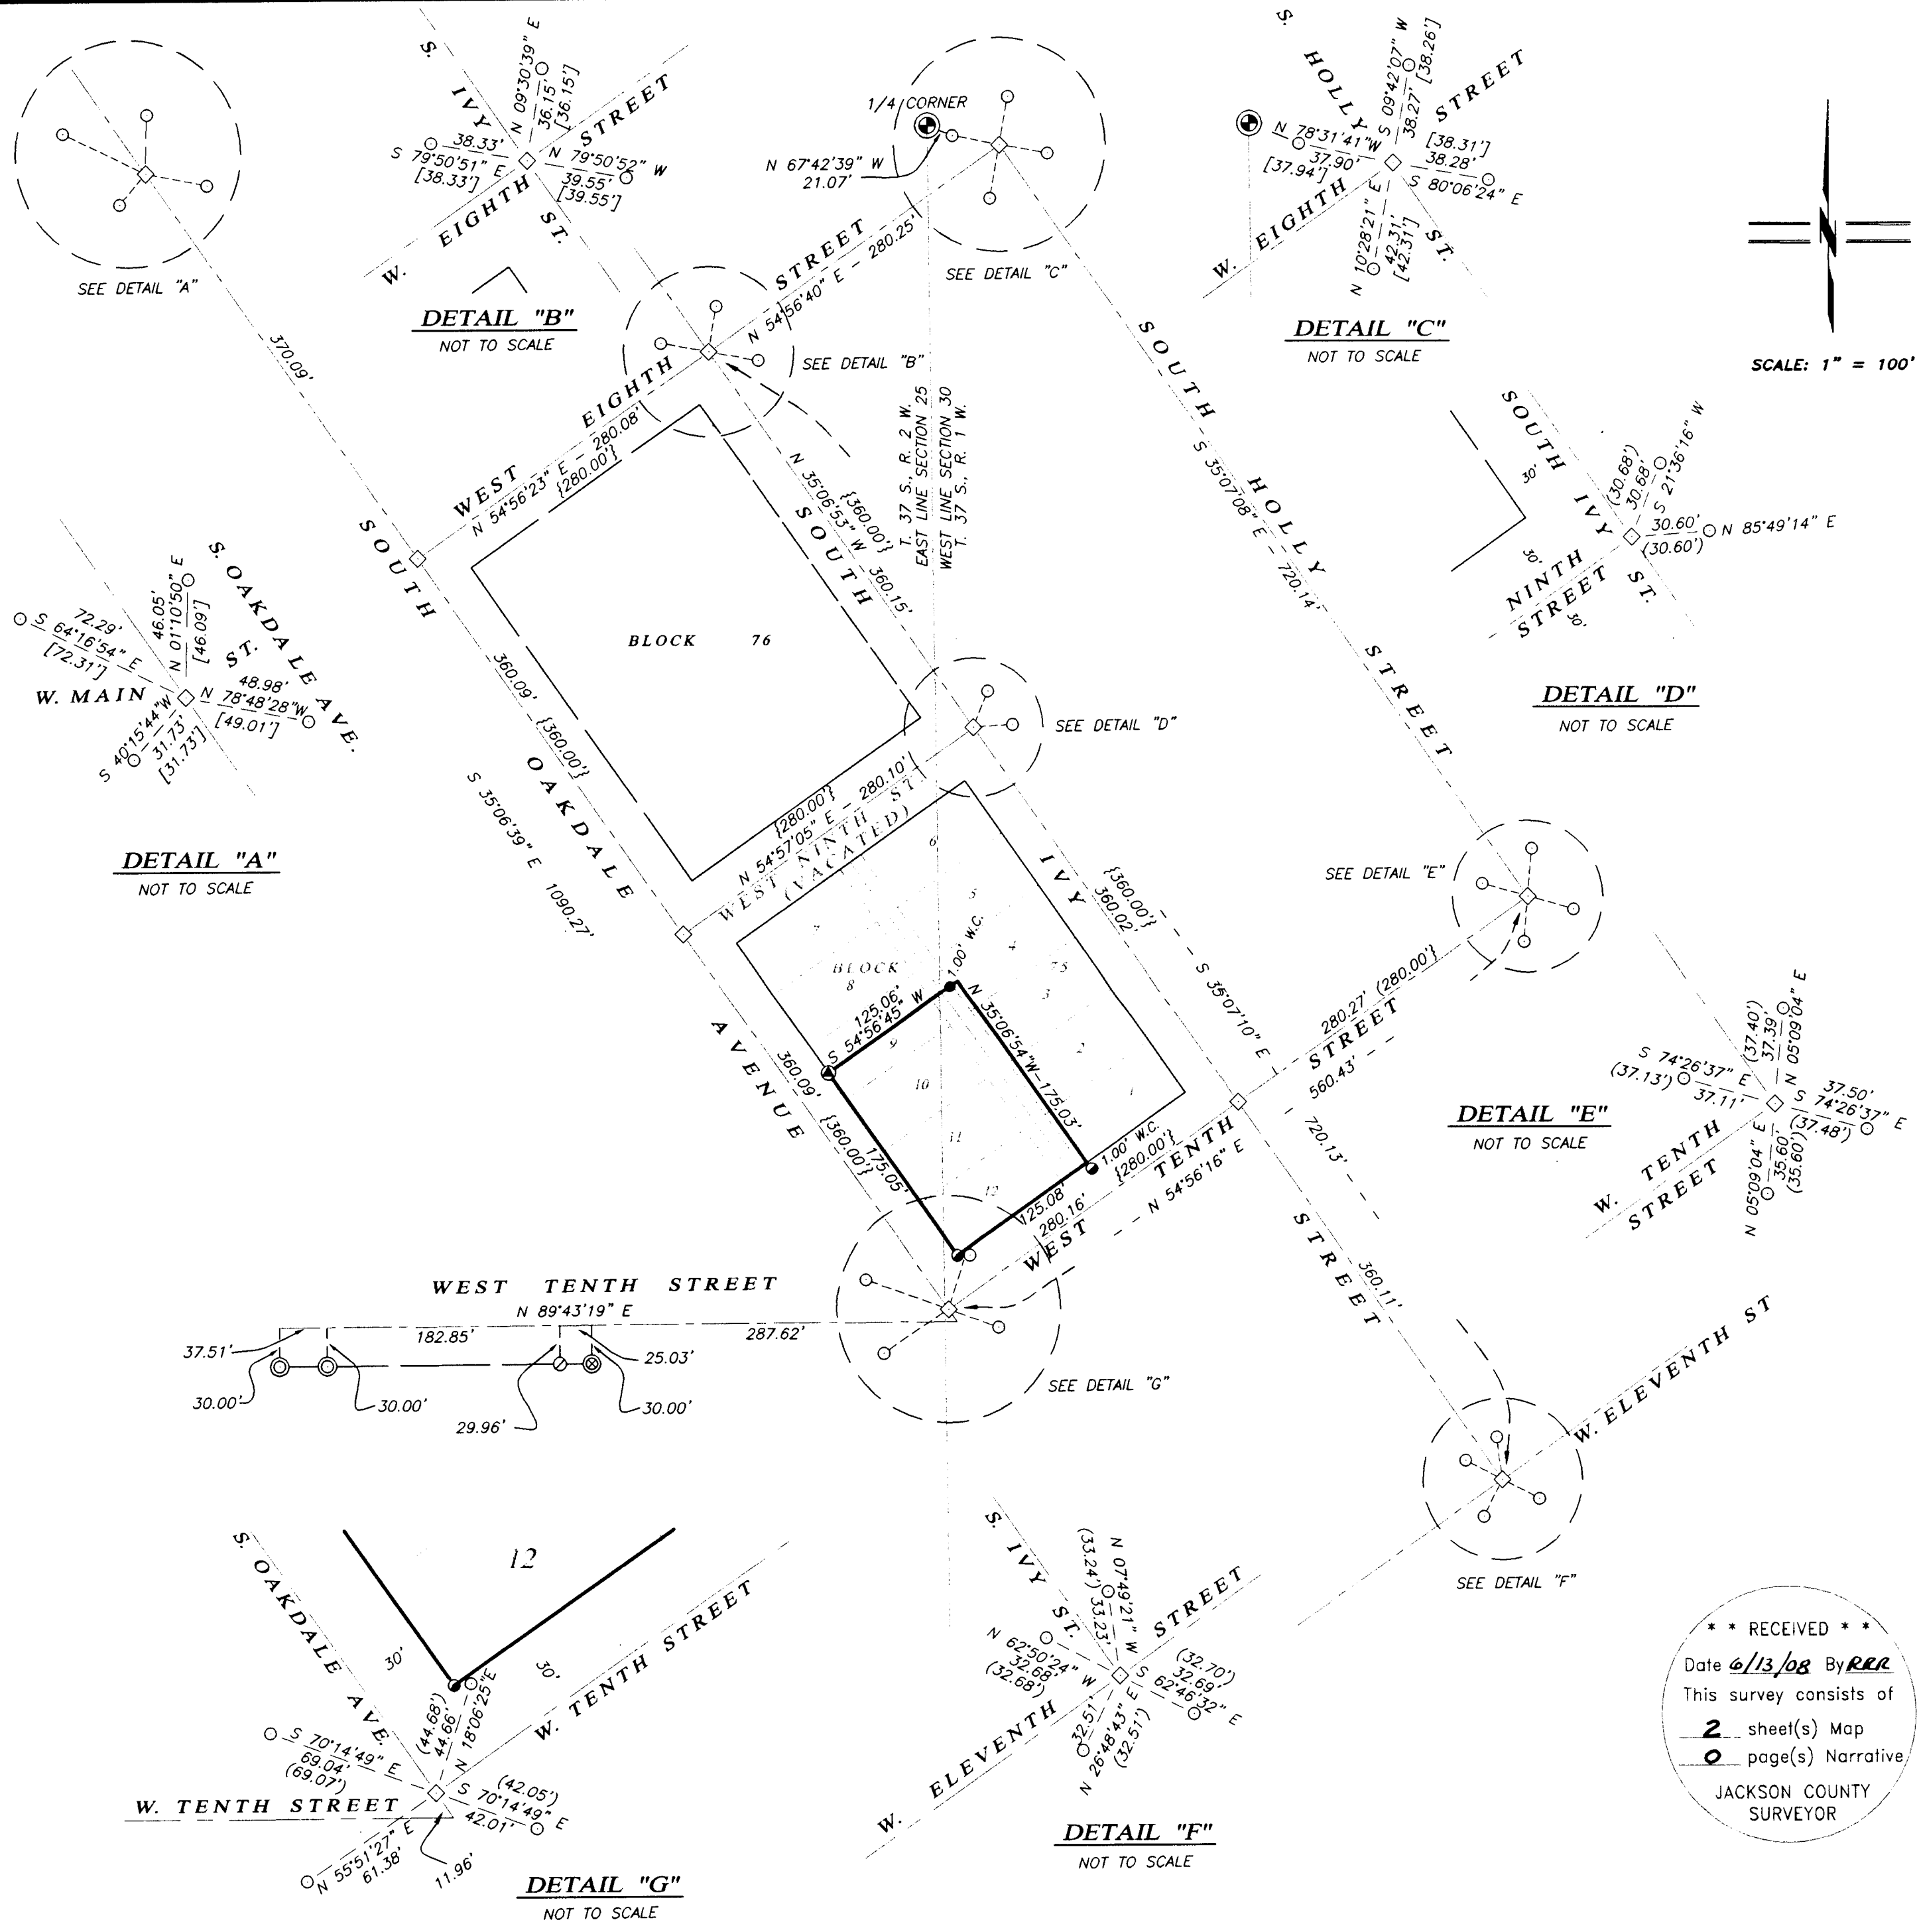 SEE DETAIL "A"
S. IVY ST.
N 09°30'39" E
36.15'
[36.15']
38.33'
S 79°50'51" E
[38.33']
N 79°50'52" W
39.55'
[39.55']
W. EIGHTH STREET
DETAIL "B"
NOT TO SCALE
1/4 CORNER
N 67°42'39" W
21.07'
SEE DETAIL "C"
S. HOLLY ST.
S 09°42'07" W
38.27'
[38.26']
N 78°31'41"W
37.90'
[37.94']
[38.31']
38.28'
S 80°06'24" E
N 10°28'21" E
42.31'
[42.31']
W. EIGHTH STREET
DETAIL "C"
NOT TO SCALE
N
SCALE: 1" = 100'
370.09'
WEST EIGHTH STREET
N 54°56'23" E - 280.08'
{280.00'}
N 54°56'40" E - 280.25'
SEE DETAIL "B"
N 35°06'53" W 360.15'
{360.00'}
T. 37 S., R. 2 W.
EAST LINE SECTION 25
WEST LINE SECTION 30
T. 37 S., R. 1 W.
SOUTH HOLLY STREET
S 35°07'08" E - 720.14'
SOUTH IVY ST.
30'
30'
30'
(30.68')
30.68'
S 21°36'16" W
30.60'
(30.60')
N 85°49'14" E
NINTH
STREET
DETAIL "D"
NOT TO SCALE
S. OAKDALE AVE.
46.05'
N 01°10'50" E
[46.09']
72.29'
S 64°16'54" E
[72.31']
W. MAIN ST.
48.98'
N 78°48'28"W
[49.01']
S 40°15'44"W
31.73'
[31.73']
DETAIL "A"
NOT TO SCALE
SOUTH OAKDALE AVENUE
360.09'
{360.00'}
S 35°06'39" E 1090.27'
BLOCK 76
SEE DETAIL "D"
{280.00'}
N 54°57'05" E - 280.10'
WEST NINTH ST.
(VACATED)
SOUTH IVY STREET
{360.00'}
360.02'
S 35°07'10" E
720.13'
SEE DETAIL "E"
6
5
7
4
BLOCK 75
8
3
1.00' W.C.
125.06'
S 54°56'45" W
N 35°06'54"W-175.03'
9
2
10
1
11
12
360.09'
{360.00'}
175.05'
1.00' W.C.
125.08'
280.16'
{280.00'}
WEST TENTH STREET
N 54°56'16" E
560.43'
280.27' (280.00')
(37.40')
37.39'
N 05°09'04" E
S 74°26'37" E
(37.13')
37.11'
37.50'
S 74°26'37" E
(37.48')
N 05°09'04" E
35.60'
(35.60')
W. TENTH
STREET
DETAIL "E"
NOT TO SCALE
WEST TENTH STREET
N 89°43'19" E
182.85'
287.62'
37.51'
25.03'
30.00'
30.00'
29.96'
30.00'
SEE DETAIL "G"
360.11'
W. ELEVENTH ST
SEE DETAIL "F"
S. OAKDALE AVE.
12
30'
30'
(44.68')
44.66'
N 18°06'25"E
S 70°14'49" E
69.04'
(69.07')
(42.05')
S 70°14'49" E
42.01'
W. TENTH STREET
W. TENTH STREET
N 55°51'27" E
61.38'
11.96'
DETAIL "G"
NOT TO SCALE
S. IVY ST.
N 07°49'21" W
(33.24')
33.23'
N 62°50'24" W
32.68'
(32.68')
(32.70')
32.69'
S 62°46'32" E
32.51'
N 26°48'43" E
(32.51')
W. ELEVENTH STREET
DETAIL "F"
NOT TO SCALE
* * RECEIVED * *
Date 6/13/08 By RRR
This survey consists of
2 sheet(s) Map
0 page(s) Narrative
JACKSON COUNTY
SURVEYOR